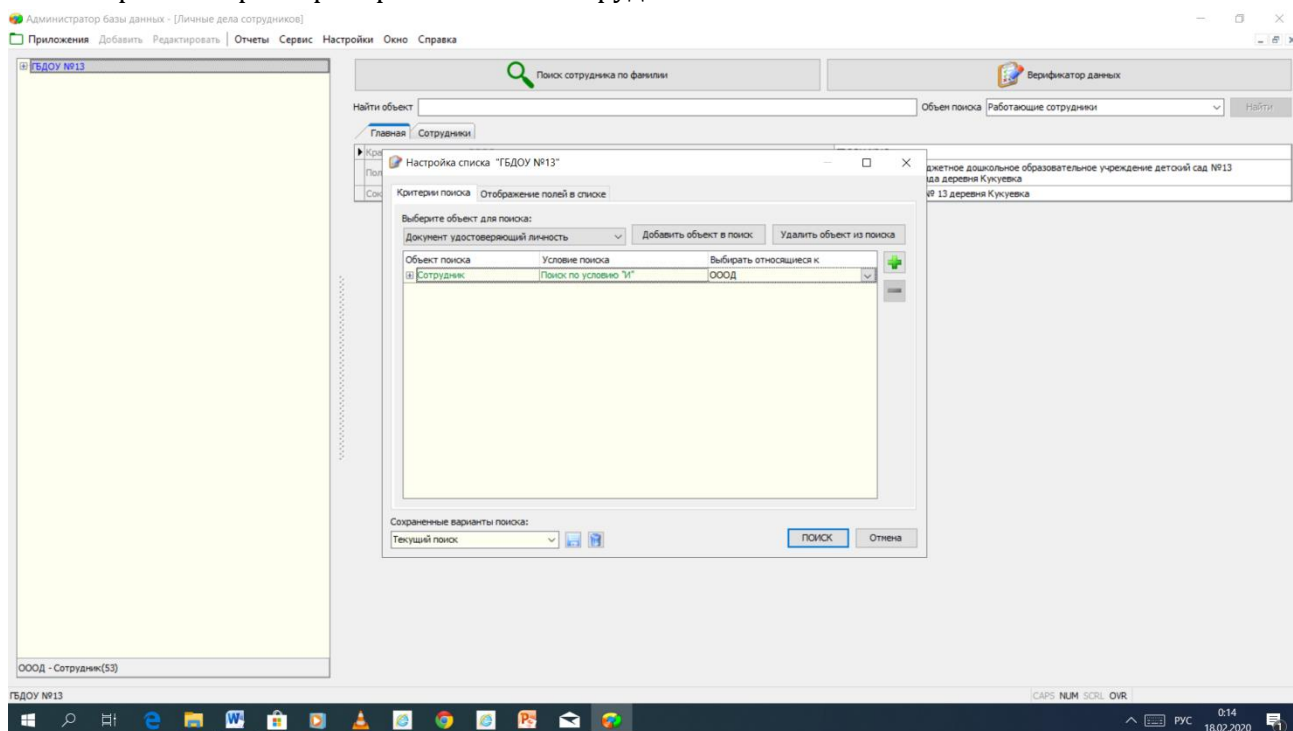 Администратор базы данных - [Личные дела сотрудников]
Приложения Добавить Редактировать Отчеты Сервис Настройки Окно Справка
ГБДОУ №13
Поиск сотрудника по фамилии
Верификатор данных
Найти объект
Объем поиска Работающие сотрудники
Найти
Главная Сотрудники
Настройка списка "ГБДОУ №13"
джетное дошкольное образовательное учреждение детский сад №13
да деревня Кукуевка
№ 13 деревня Кукуевка
Критерии поиска Отображение полей в списке
Выберите объект для поиска:
Документ удостоверяющий личность
Добавить объект в поиск
Удалить объект из поиска
Объект поиска Условие поиска Выбирать относящиеся к
Сотрудник Поиск по условию "И" ОООД
Сохраненные варианты поиска:
Текущий поиск
ПОИСК
Отмена
ОООД - Сотрудник(53)
ГБДОУ №13
CAPS NUM SCRL OVR
РУС
0:14
18.02.2020